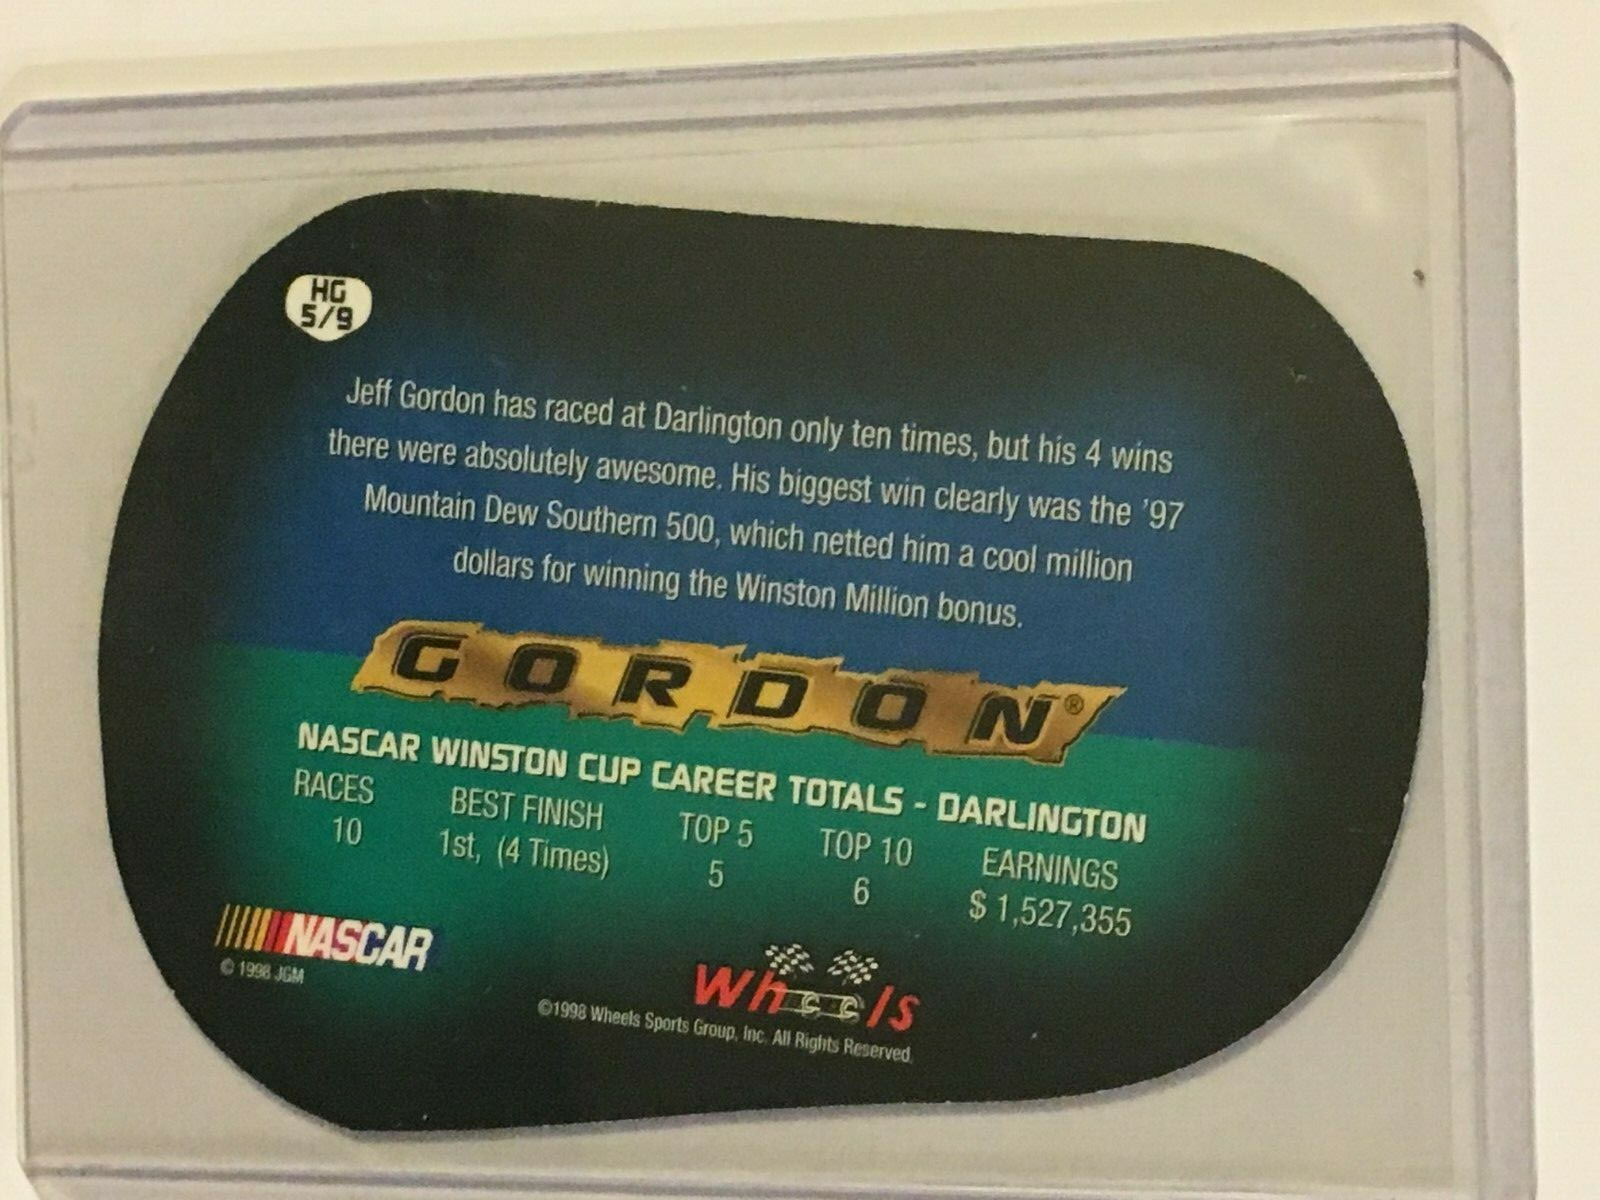 HG
5/9
Jeff Gordon has raced at Darlington only ten times, but his 4 wins
there were absolutely awesome. His biggest win clearly was the '97
Mountain Dew Southern 500, which netted him a cool million
dollars for winning the Winston Million bonus.
GORDON®
NASCAR WINSTON CUP CAREER TOTALS - DARLINGTON
RACES BEST FINISH TOP 5 TOP 10 EARNINGS
10 1st, (4 Times) 5 6 $ 1,527,355
NASCAR
© 1998 JGM
Wheels
©1998 Wheels Sports Group, Inc. All Rights Reserved.